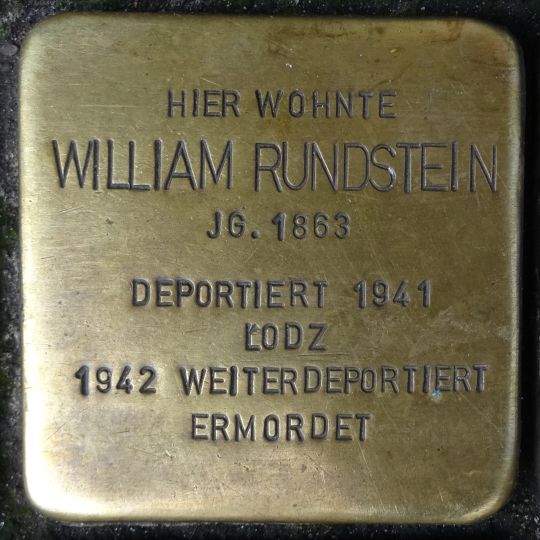 HIER WOHNTE
WILLIAM RUNDSTEIN
JG. 1863
DEPORTIERT 1941
ŁODZ
1942 WEITERDEPORTIERT
ERMORDET